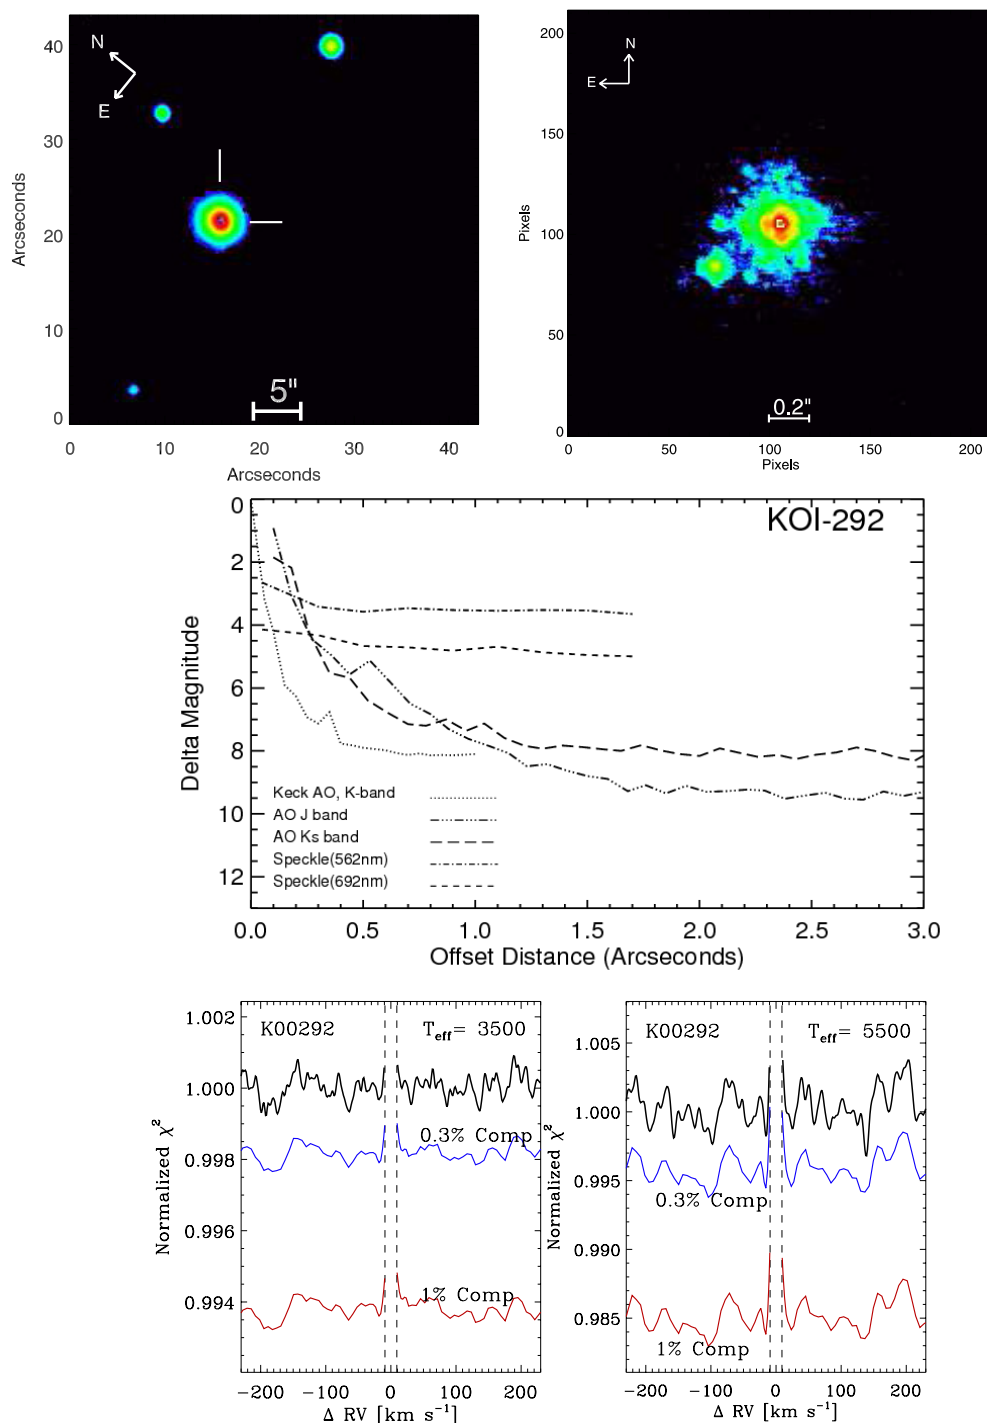 40
30
20
10
0
Arcseconds
N
E
5"
0
10
20
30
40
Arcseconds
200
150
100
50
0
Pixels
N
E
0.2"
0
50
100
150
200
Pixels
KOI-292
0
2
4
6
8
10
12
Delta Magnitude
Keck AO, K-band
AO J band
AO Ks band
Speckle(562nm)
Speckle(692nm)
0.0
0.5
1.0
1.5
2.0
2.5
3.0
Offset Distance (Arcseconds)
K00292
T_eff= 3500
1.002
1.000
0.998
0.996
0.994
Normalized χ²
0.3% Comp
1% Comp
−200
−100
0
100
200
Δ RV [km s⁻¹]
K00292
T_eff= 5500
1.005
1.000
0.995
0.990
0.985
Normalized χ²
0.3% Comp
1% Comp
−200
−100
0
100
200
Δ RV [km s⁻¹]